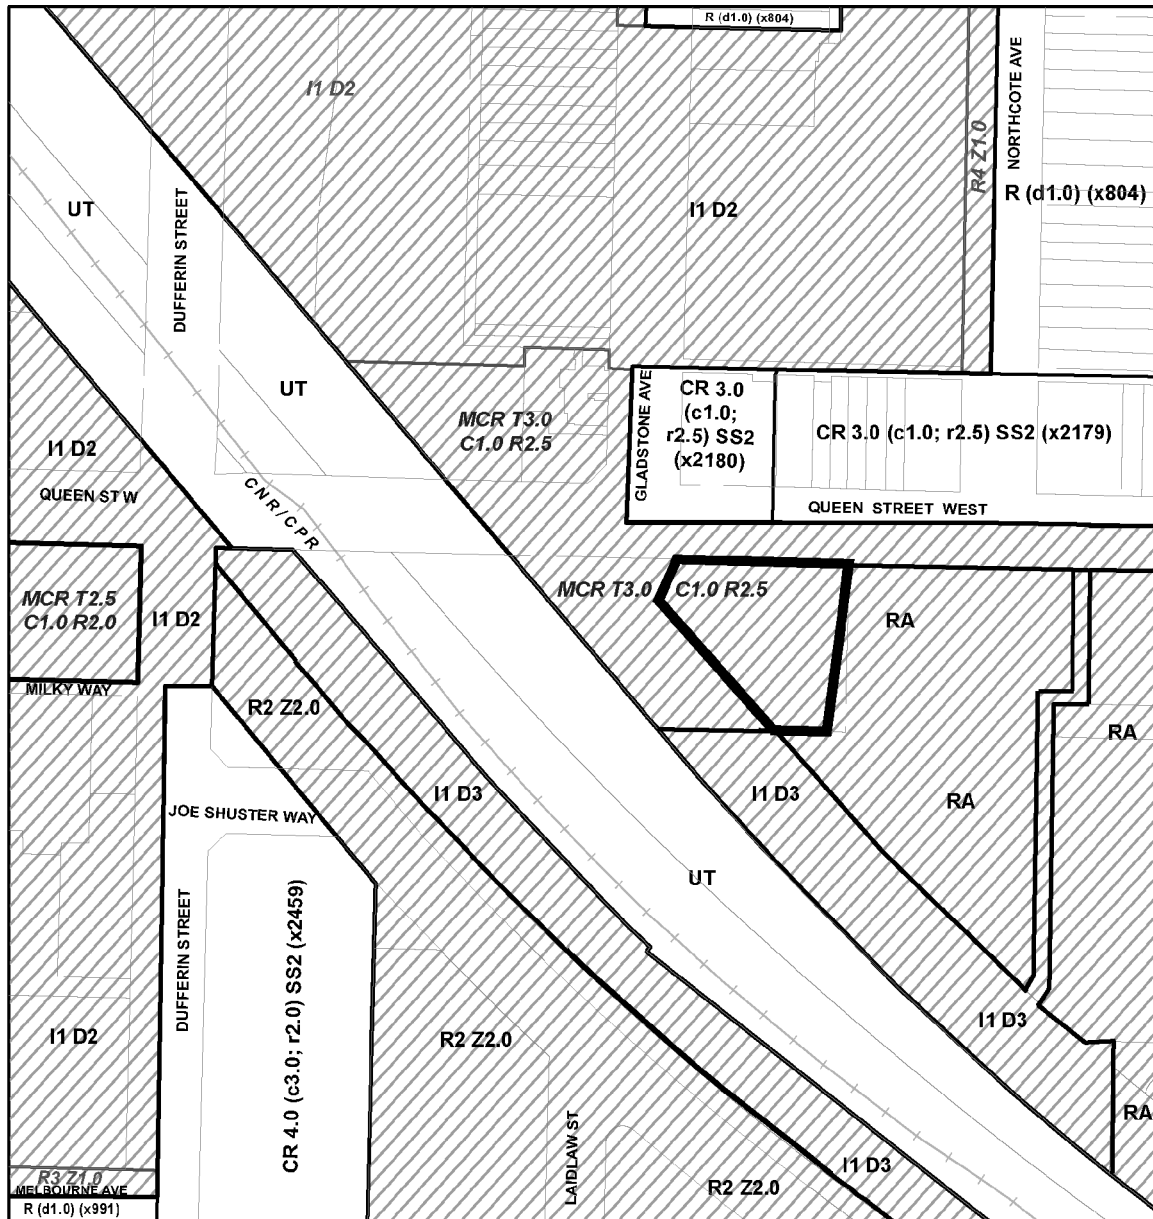 R (d1.0) (x804)
I1 D2
NORTHCOTE AVE
R4 Z1.0
R (d1.0) (x804)
UT
I1 D2
DUFFERIN STREET
UT
GLADSTONE AVE
CR 3.0
(c1.0;
r2.5) SS2
(x2180)
MCR T3.0
C1.0 R2.5
CR 3.0 (c1.0; r2.5) SS2 (x2179)
I1 D2
QUEEN ST W
CNR/CPR
QUEEN STREET WEST
MCR T2.5
C1.0 R2.0
I1 D2
MCR T3.0 C1.0 R2.5
RA
MILKY WAY
R2 Z2.0
RA
I1 D3
I1 D3
RA
JOE SHUSTER WAY
UT
DUFFERIN STREET
CR 4.0 (c3.0; r2.0) SS2 (x2459)
I1 D2
R2 Z2.0
I1 D3
RA
LAIDLAW ST
I1 D3
R3 Z1.0
MELBOURNE AVE
R (d1.0) (x991)
R2 Z2.0